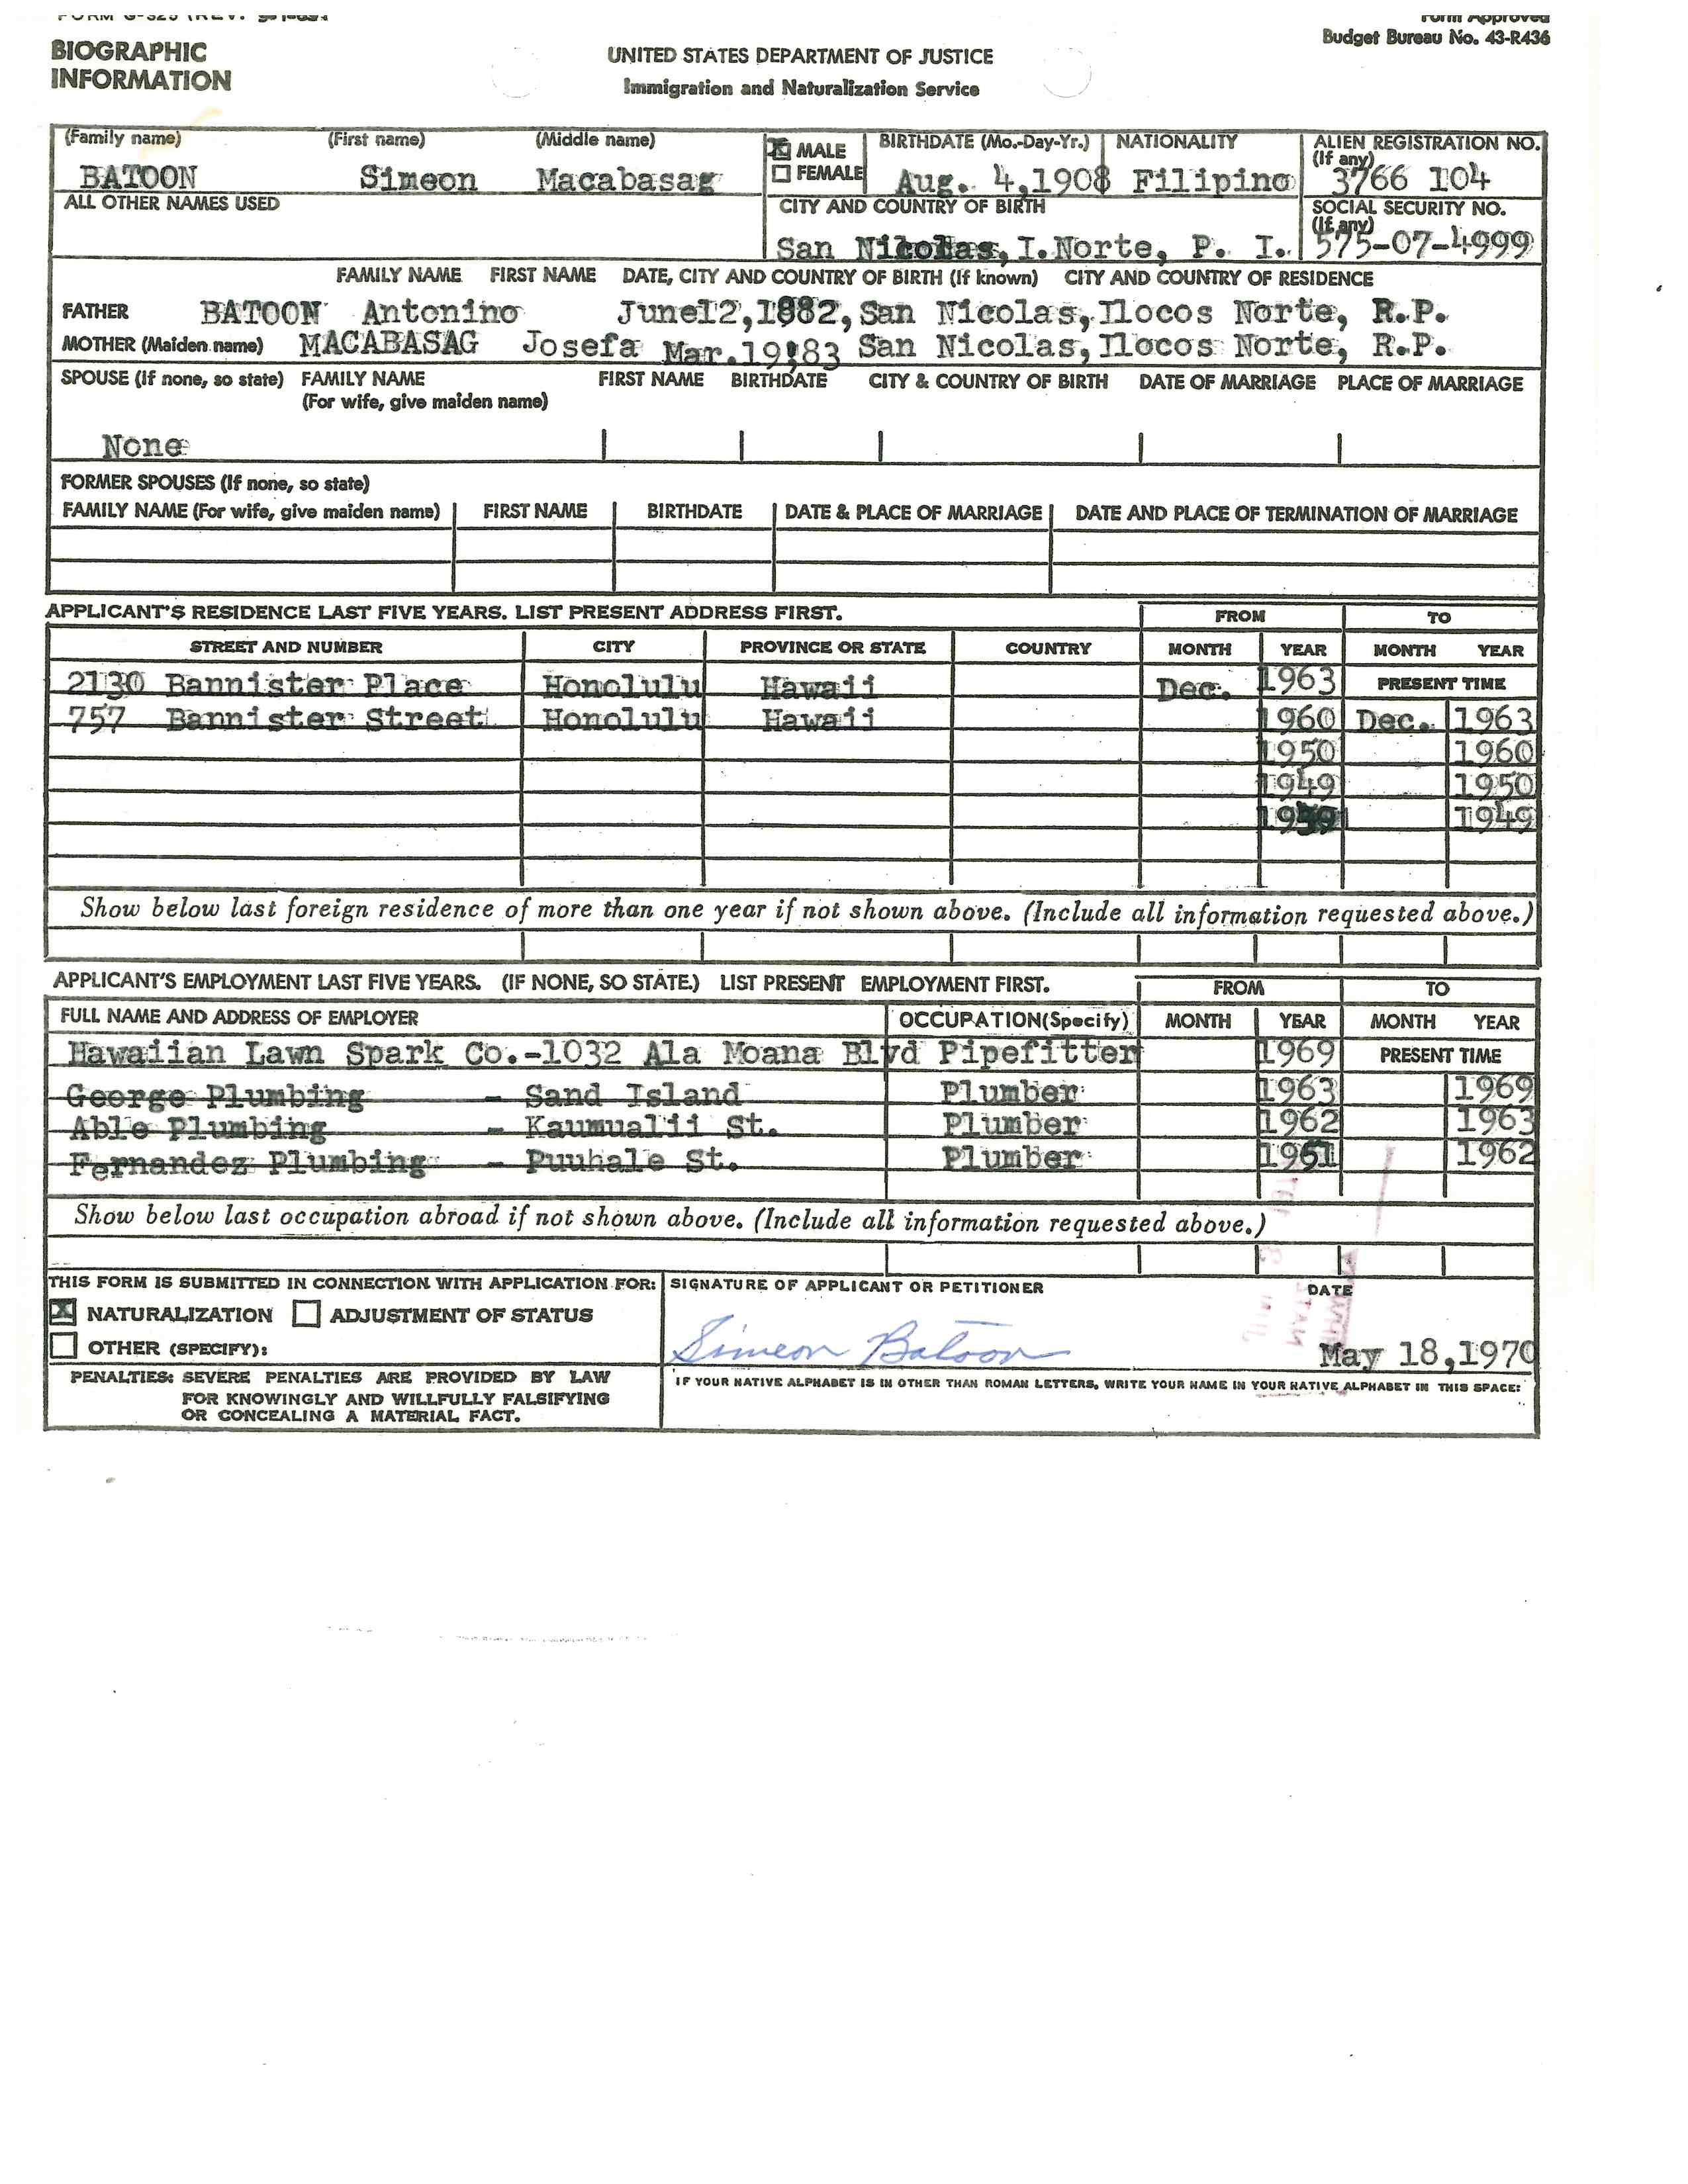 BIOGRAPHIC
INFORMATION
UNITED STATES DEPARTMENT OF JUSTICE
Immigration and Naturalization Service
Form Approved
Budget Bureau No. 43-R436
(Family name) (First name) (Middle name)
BATOON Simeon Macabasag
MALE
FEMALE
BIRTHDATE (Mo.-Day-Yr.) NATIONALITY
Aug. 4,1908 Filipino
ALIEN REGISTRATION NO.
(If any)
3766 104
ALL OTHER NAMES USED
CITY AND COUNTRY OF BIRTH
San Nicolas, I.Norte, P. I.
SOCIAL SECURITY NO.
(If any)
575-07-4999
FAMILY NAME FIRST NAME DATE, CITY AND COUNTRY OF BIRTH (If known) CITY AND COUNTRY OF RESIDENCE
FATHER BATOON Antonino June12,1882, San Nicolas, Ilocos Norte, R.P.
MOTHER (Maiden name) MACABASAG Josefa Mar. San Nicolas, Ilocos Norte, R.P.
SPOUSE (If none, so state) FAMILY NAME FIRST NAME BIRTHDATE CITY & COUNTRY OF BIRTH DATE OF MARRIAGE PLACE OF MARRIAGE
(For wife, give maiden name)
None
FORMER SPOUSES (If none, so state)
FAMILY NAME (For wife, give maiden name) FIRST NAME BIRTHDATE DATE & PLACE OF MARRIAGE DATE AND PLACE OF TERMINATION OF MARRIAGE
APPLICANT'S RESIDENCE LAST FIVE YEARS. LIST PRESENT ADDRESS FIRST. FROM TO
STREET AND NUMBER CITY PROVINCE OR STATE COUNTRY MONTH YEAR MONTH YEAR
2130 Bannister Place Honolulu Hawaii Dec. 1963 PRESENT TIME
757 Bannister Street Honolulu Hawaii 1960 Dec. 1963
1950 1960
1949 1950
1949
Show below last foreign residence of more than one year if not shown above. (Include all information requested above.)
APPLICANT'S EMPLOYMENT LAST FIVE YEARS. (IF NONE, SO STATE.) LIST PRESENT EMPLOYMENT FIRST. FROM TO
FULL NAME AND ADDRESS OF EMPLOYER OCCUPATION(Specify) MONTH YEAR MONTH YEAR
Hawaiian Lawn Spark Co.-1032 Ala Moana Blvd Pipefitter 1969 PRESENT TIME
George Plumbing - Sand Island Plumber 1963 1969
Able Plumbing - Kaumualii St. Plumber 1962 1963
Fernandez Plumbing - Puuhale St. Plumber 1961 1962
Show below last occupation abroad if not shown above. (Include all information requested above.)
THIS FORM IS SUBMITTED IN CONNECTION WITH APPLICATION FOR:
X NATURALIZATION ADJUSTMENT OF STATUS
OTHER (SPECIFY):
SIGNATURE OF APPLICANT OR PETITIONER DATE
Simeon Batoon May 18,1970
PENALTIES: SEVERE PENALTIES ARE PROVIDED BY LAW
FOR KNOWINGLY AND WILLFULLY FALSIFYING
OR CONCEALING A MATERIAL FACT.
IF YOUR NATIVE ALPHABET IS IN OTHER THAN ROMAN LETTERS, WRITE YOUR NAME IN YOUR NATIVE ALPHABET IN THIS SPACE: